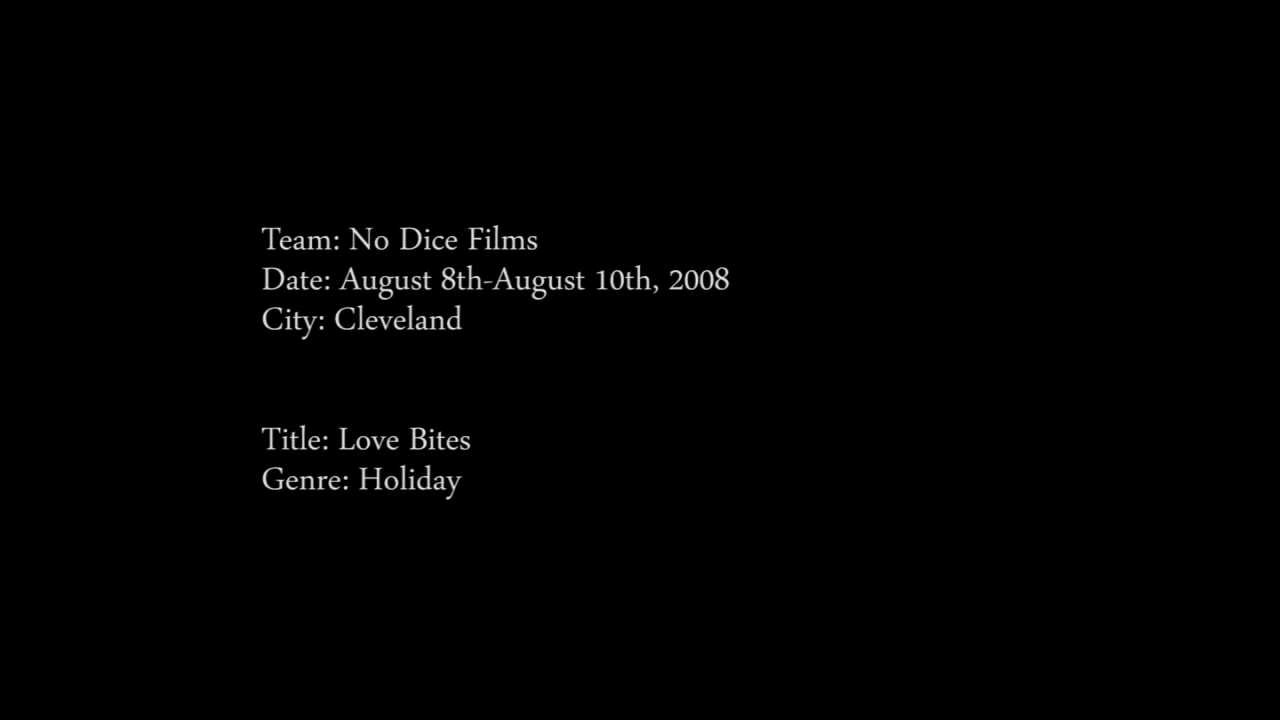 Team: No Dice Films
Date: August 8th-August 10th, 2008
City: Cleveland
Title: Love Bites
Genre: Holiday